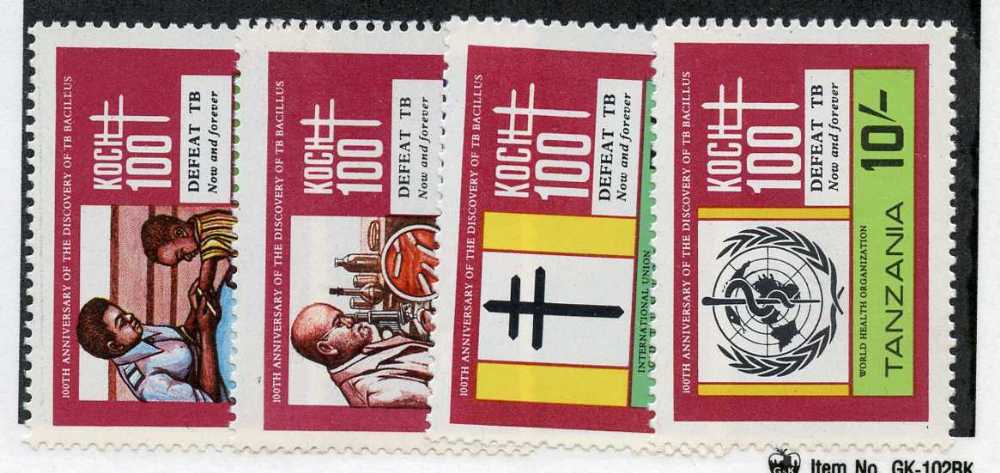 100TH ANNIVERSARY OF THE DISCOVERY OF TB BACILLUS
KOCH
100
DEFEAT TB
Now and forever
100TH ANNIVERSARY OF THE DISCOVERY OF TB BACILLUS
KOCH
100
DEFEAT TB
Now and forever
100TH ANNIVERSARY OF THE DISCOVERY OF TB BACILLUS
KOCH
100
DEFEAT TB
Now and forever
INTERNATIONAL UNION
100TH ANNIVERSARY OF THE DISCOVERY OF TB BACILLUS
KOCH
100
DEFEAT TB
Now and forever
WORLD HEALTH ORGANIZATION
TANZANIA 10/-
Item No. GK-102BK